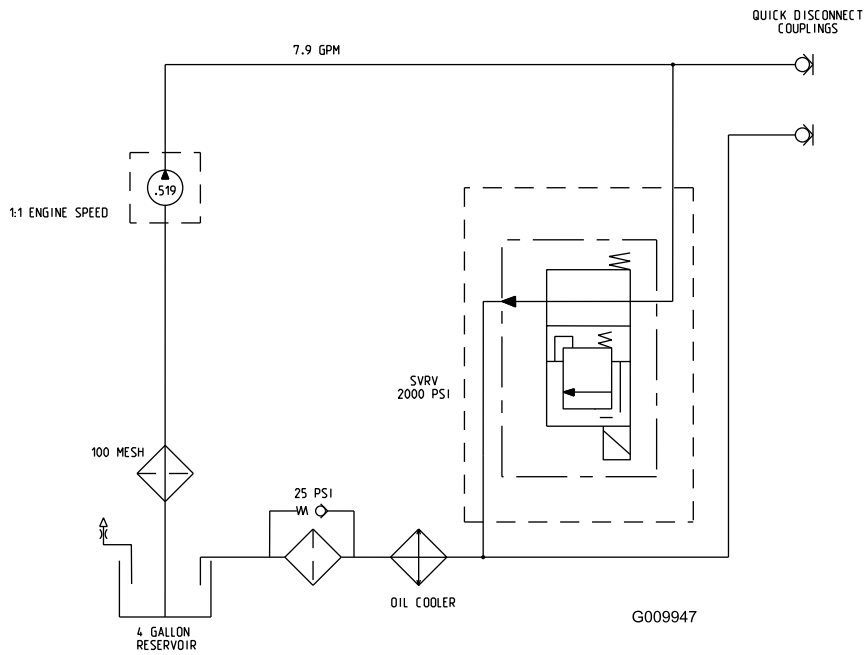 QUICK DISCONNECT
COUPLINGS
7.9 GPM
.519
1:1 ENGINE SPEED
SVRV
2000 PSI
100 MESH
25 PSI
OIL COOLER
G009947
4 GALLON
RESERVOIR